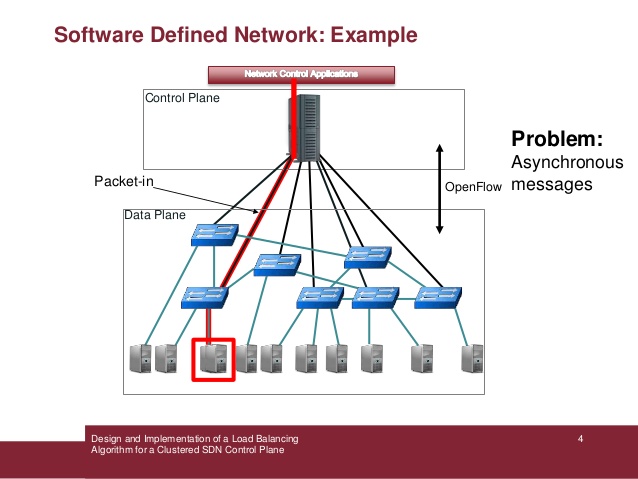 Software Defined Network: Example
Network Control Applications
Control Plane
Problem:
Asynchronous
messages
Packet-in
OpenFlow
Data Plane
Design and Implementation of a Load Balancing
Algorithm for a Clustered SDN Control Plane
4